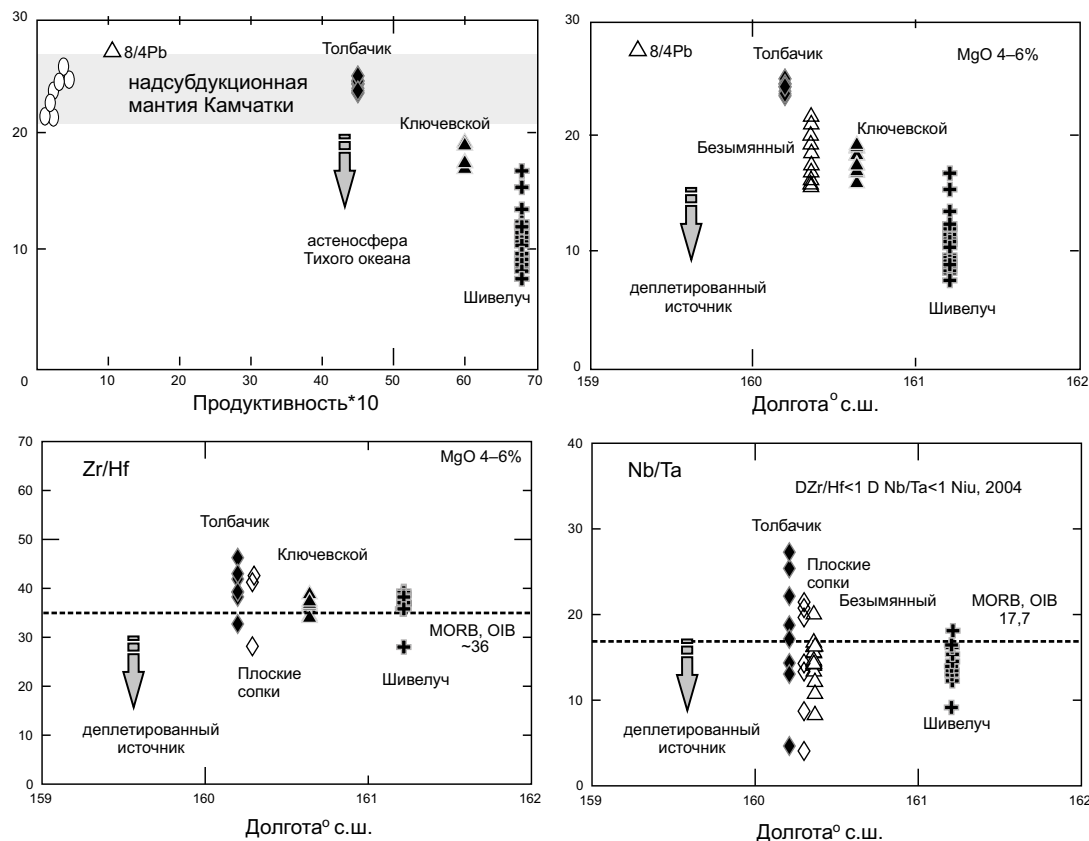 30
20
10
0
△ 8/4Pb
Толбачик
надсубдукционная
мантия Камчатки
Ключевской
астеносфера
Тихого океана
Шивелуч
0 10 20 30 40 50 60 70
Продуктивность*10
30
20
10
0
△ 8/4Pb
Толбачик
MgO 4–6%
Безымянный
Ключевской
деплетированный
источник
Шивелуч
159 160 161 162
Долгота° с.ш.
70
60
50
40
30
20
10
0
Zr/Hf
MgO 4–6%
Толбачик
Ключевской
MORB, OIB
~36
Плоские
сопки
Шивелуч
деплетированный
источник
159 160 161 162
Долгота° с.ш.
40
30
20
10
0
Nb/Ta
DZr/Hf<1 D Nb/Ta<1 Niu, 2004
Толбачик
Плоские
сопки
Безымянный
MORB, OIB
17,7
деплетированный
источник
Шивелуч
159 160 161 162
Долгота° с.ш.